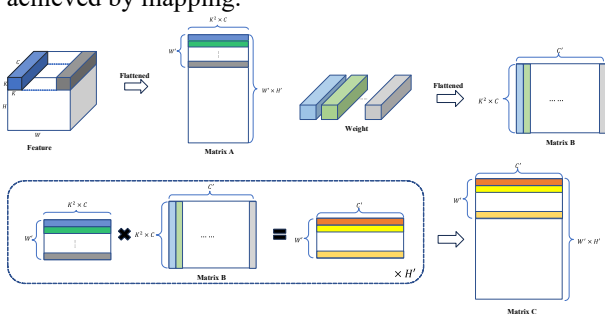 achieved by mapping.
K² × C
C
W'
K
K
H
W
Feature
Flattened
W' × H'
Matrix A
Weight
Flattened
C'
K² × C
... ...
Matrix B
K² × C
W'
C'
K² × C
... ...
Matrix B
C'
W'
× H'
C'
W'
W' × H'
Matrix C